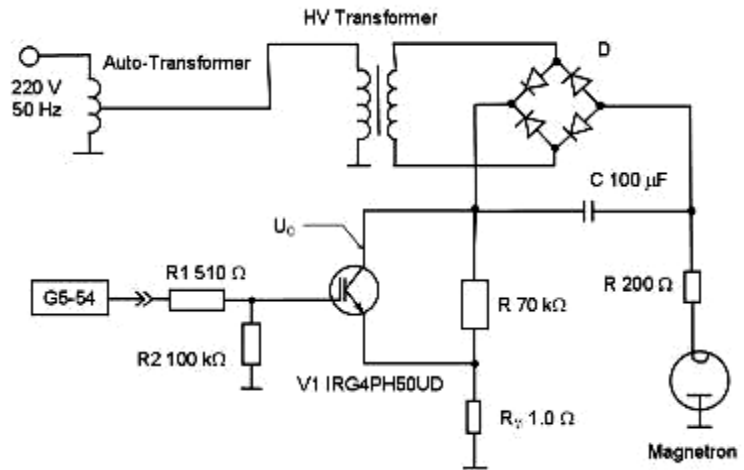 HV Transformer
D
Auto-Transformer
220 V
50 Hz
C 100 μF
U₀
R1 510 Ω
G5-54
R 70 kΩ
R 200 Ω
R2 100 kΩ
V1 IRG4PH50UD
1.0 Ω
Magnetron